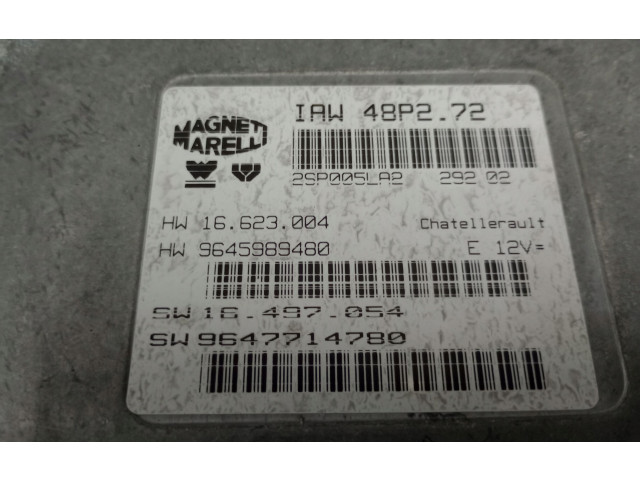 MAGNETI
MARELLI
IAW 48P2.72
2SP005LA2 292 02
HW 16.623.004 Chatellerault
HW 9645989480 E 12V=
SW 16.497.054
SW 9647714780